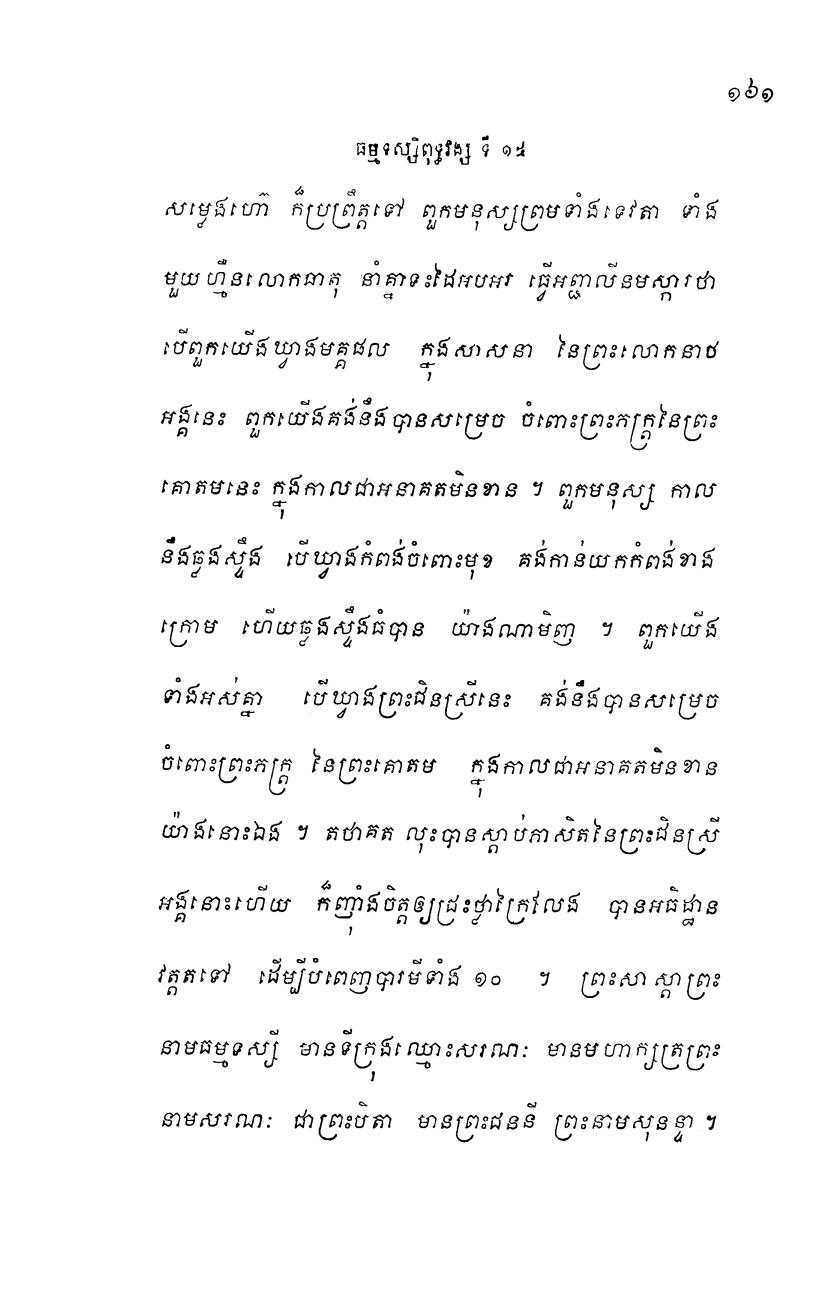 ១៦១
ធម្មទស្សិពុទ្ធវង្ស ទី ១៥
សម្លេងហោ៊ ក៏ប្រព្រឹត្តទៅ ពួកមនុស្សព្រមទាំងទេវតា ទាំង
មួយហ្មឺនលោកធាតុ នាំគ្នាទះដៃអបអរ ធ្វើអញ្ជាលីនមស្ការថា
បើពួកយើងឃ្វាងមគ្គផល ក្នុងសាសនា នៃព្រះលោកនាថ
អង្គនេះ ពួកយើងគង់នឹងបានសម្រេច ចំពោះព្រះភក្ត្រនៃព្រះ
គោតមនេះ ក្នុងកាលជាអនាគតមិនខាន ។ ពួកមនុស្ស កាល
នឹងឆ្លងស្ទឹង បើឃ្វាងកំពង់ចំពោះមុខ គង់កាន់យកកំពង់ខាង
ក្រោម ហើយឆ្លងស្ទឹងធំបាន យ៉ាងណាមិញ ។ ពួកយើង
ទាំងអស់គ្នា បើឃ្វាងព្រះជិនស្រីនេះ គង់នឹងបានសម្រេច
ចំពោះព្រះភក្ត្រ នៃព្រះគោតម ក្នុងកាលជាអនាគតមិនខាន
យ៉ាងនោះឯង ។ តថាគត លុះបានស្តាប់ភាសិតនៃព្រះជិនស្រី
អង្គនោះហើយ ក៏ញុំាងចិត្តឲ្យជ្រះថ្លាក្រៃលែង បានអធិដ្ឋាន
វត្តតទៅ ដើម្បីបំពេញបារមីទាំង ១០ ។ ព្រះសាស្តាព្រះ
នាមធម្មទស្សី មានទីក្រុងឈ្មោះសរណៈ មានមហាក្សត្រព្រះ
នាមសរណៈ ជាព្រះបិតា មានព្រះជននី ព្រះនាមសុនន្ទា ។